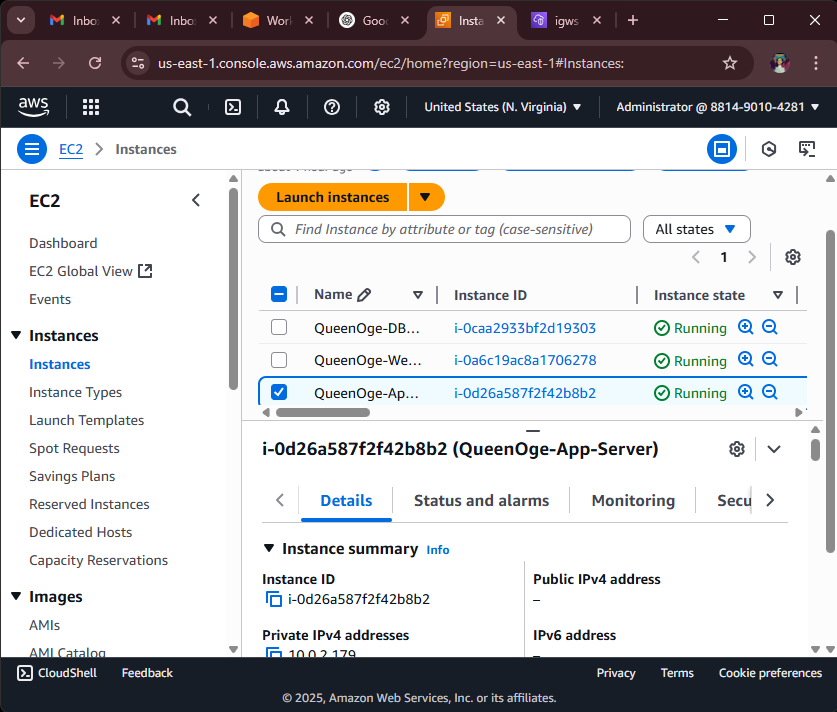 Inbo
Inbo
Worl
Goo
Insta
igws
us-east-1.console.aws.amazon.com/ec2/home?region=us-east-1#Instances:
aws
United States (N. Virginia)
Administrator @ 8814-9010-4281
EC2
Instances
EC2
Dashboard
EC2 Global View
Events
Instances
Instances
Instance Types
Launch Templates
Spot Requests
Savings Plans
Reserved Instances
Dedicated Hosts
Capacity Reservations
Images
AMIs
AMI Catalog
Launch instances
Find Instance by attribute or tag (case-sensitive)
All states
1
Name Instance ID Instance state
QueenOge-DB... i-0caa2933bf2d19303 Running
QueenOge-We... i-0a6c19ac8a1706278 Running
QueenOge-Ap... i-0d26a587f2f42b8b2 Running
i-0d26a587f2f42b8b2 (QueenOge-App-Server)
Details Status and alarms Monitoring Secu
Instance summary Info
Instance ID
i-0d26a587f2f42b8b2
Public IPv4 address
–
Private IPv4 addresses
10.0.2.179
IPv6 address
–
CloudShell Feedback
Privacy Terms Cookie preferences
© 2025, Amazon Web Services, Inc. or its affiliates.